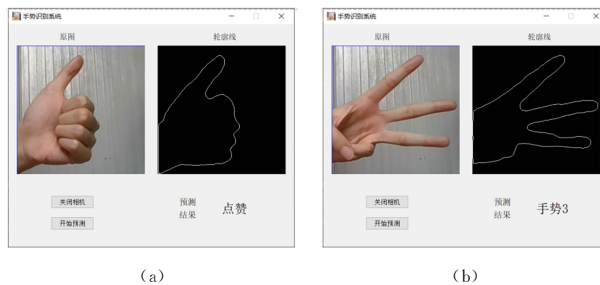 手势识别系统
原图
轮廓线
关闭相机
开始预测
预测
结果
点赞
(a)
手势识别系统
原图
轮廓线
关闭相机
开始预测
预测
结果
手势3
(b)